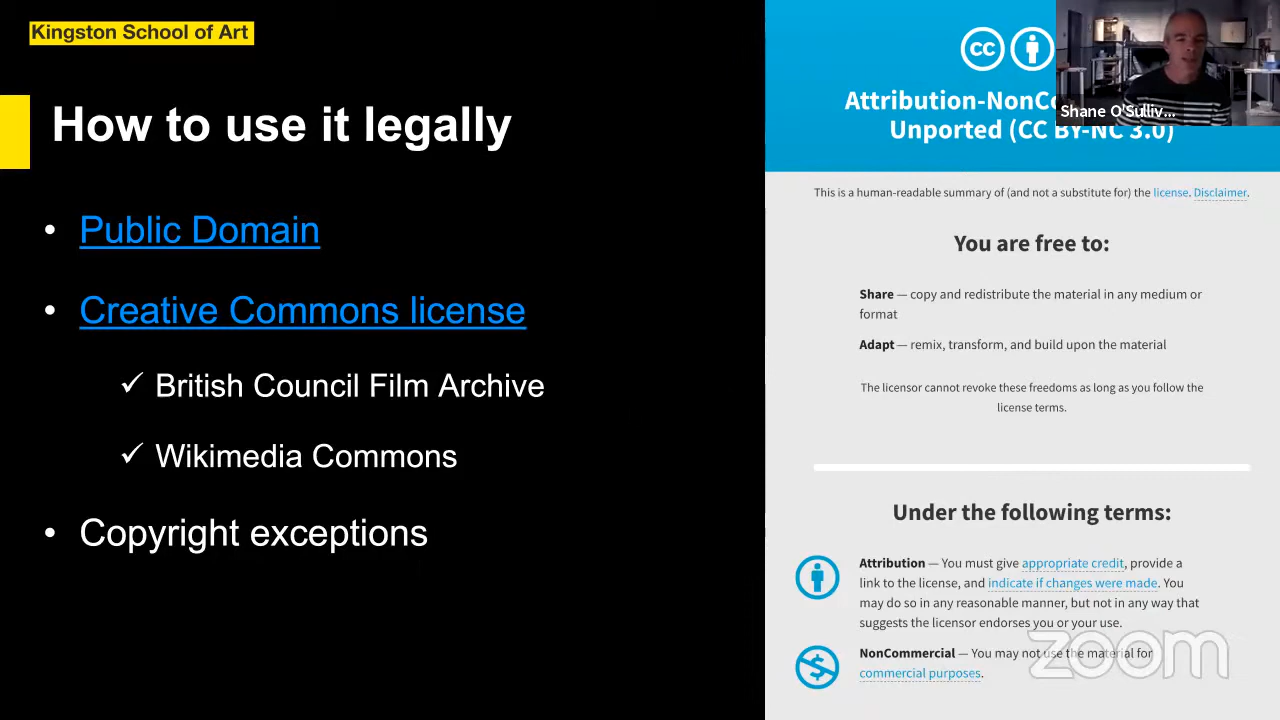 Kingston School of Art
How to use it legally
• Public Domain
• Creative Commons license
✓ British Council Film Archive
✓ Wikimedia Commons
• Copyright exceptions
cc
Attribution-NonCo
Unported (CC BY-NC 3.0)
Shane O'Sulliv...
This is a human-readable summary of (and not a substitute for) the license. Disclaimer.
You are free to:
Share — copy and redistribute the material in any medium or
format
Adapt — remix, transform, and build upon the material
The licensor cannot revoke these freedoms as long as you follow the
license terms.
Under the following terms:
Attribution — You must give appropriate credit, provide a
link to the license, and indicate if changes were made. You
may do so in any reasonable manner, but not in any way that
suggests the licensor endorses you or your use.
NonCommercial — You may not use the material for
commercial purposes.
zoom